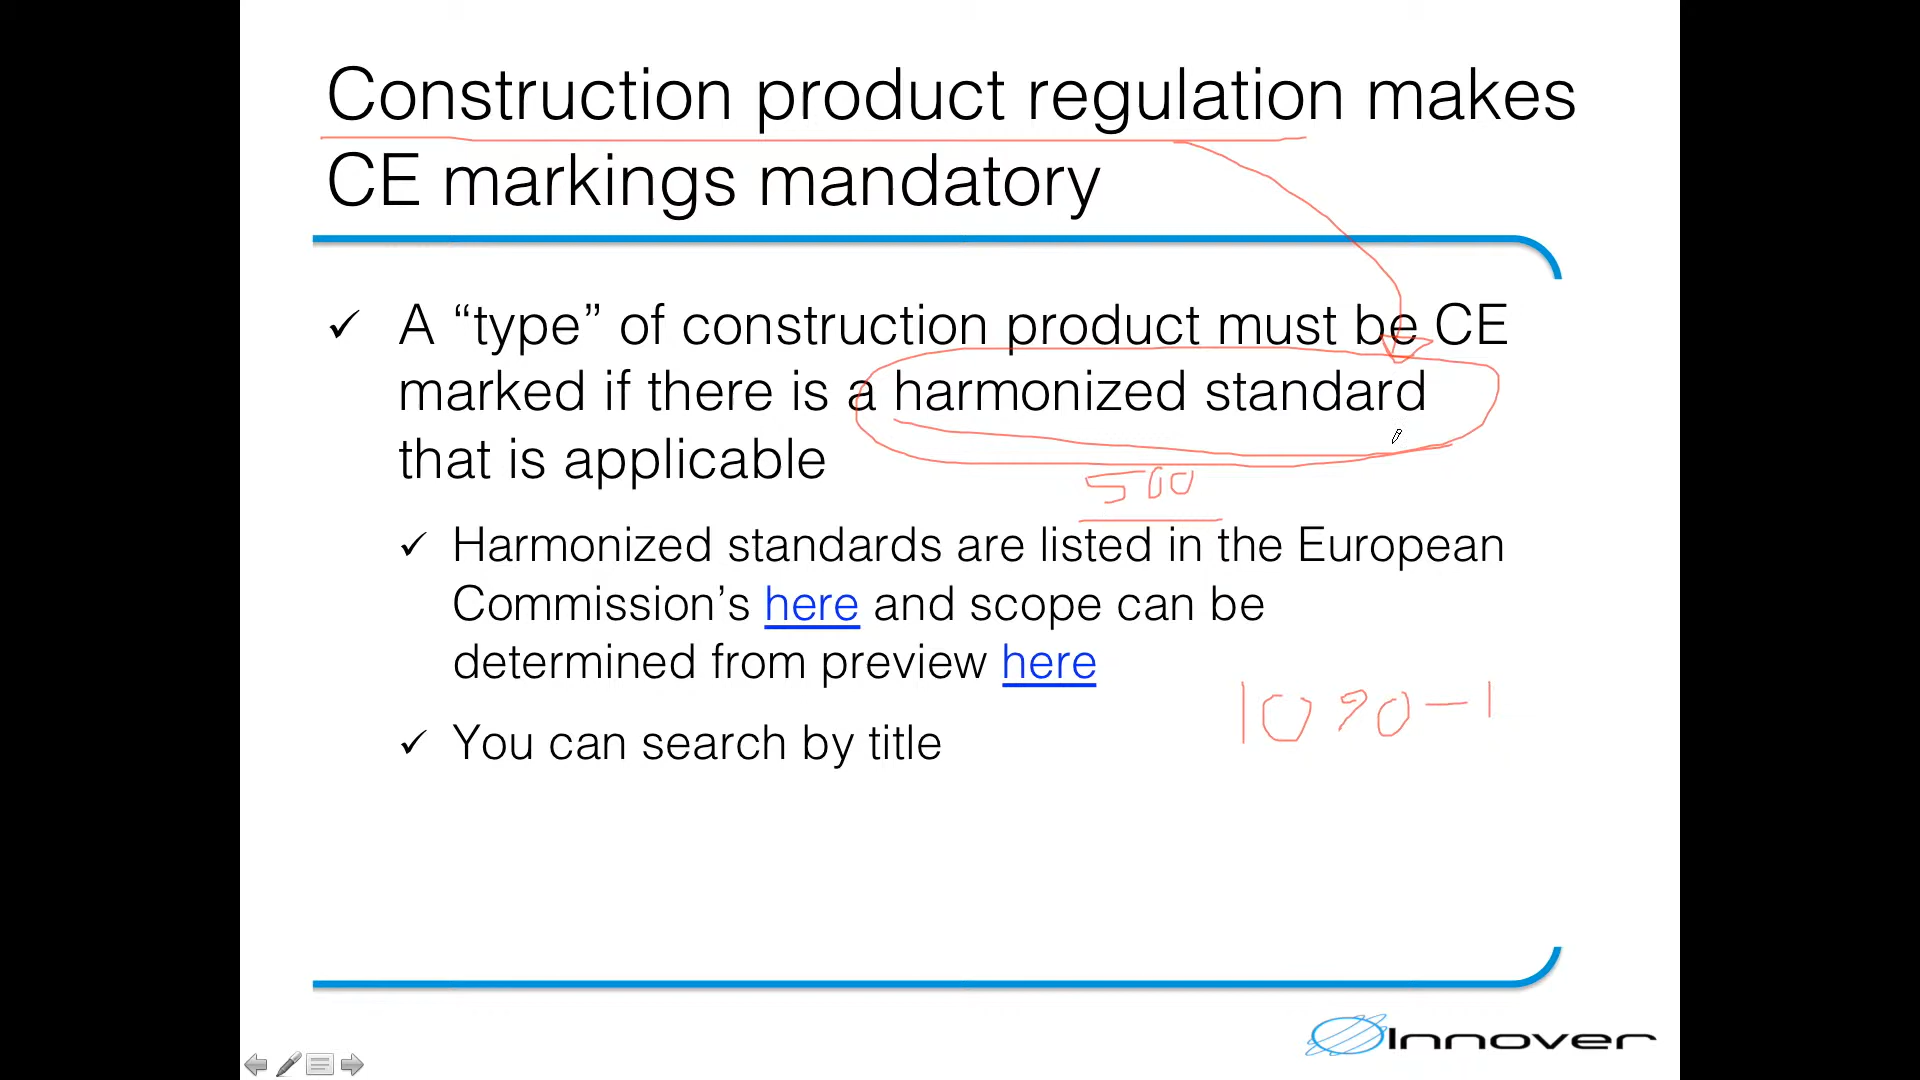 Construction product regulation makes
CE markings mandatory
✓ A “type” of construction product must be CE
marked if there is a harmonized standard
that is applicable
500
✓ Harmonized standards are listed in the European
Commission’s here and scope can be
determined from preview here
1090-1
✓ You can search by title
Innover